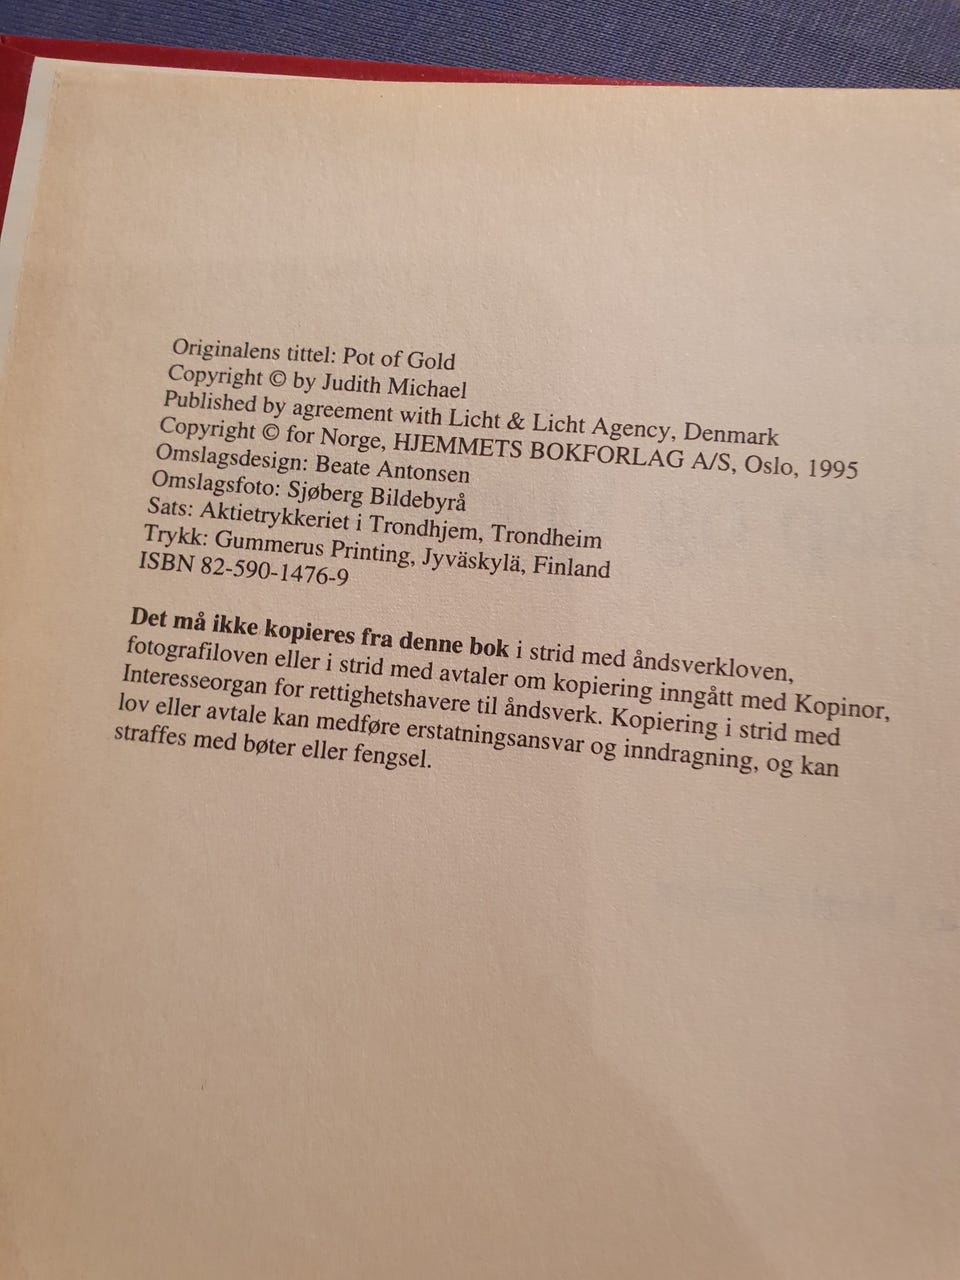 Originalens tittel: Pot of Gold
Copyright © by Judith Michael
Published by agreement with Licht & Licht Agency, Denmark
Copyright © for Norge, HJEMMETS BOKFORLAG A/S, Oslo, 1995
Omslagsdesign: Beate Antonsen
Omslagsfoto: Sjøberg Bildebyrå
Sats: Aktietrykkeriet i Trondhjem, Trondheim
Trykk: Gummerus Printing, Jyväskylä, Finland
ISBN 82-590-1476-9
Det må ikke kopieres fra denne bok i strid med åndsverkloven,
fotografiloven eller i strid med avtaler om kopiering inngått med Kopinor,
Interesseorgan for rettighetshavere til åndsverk. Kopiering i strid med
lov eller avtale kan medføre erstatningsansvar og inndragning, og kan
straffes med bøter eller fengsel.